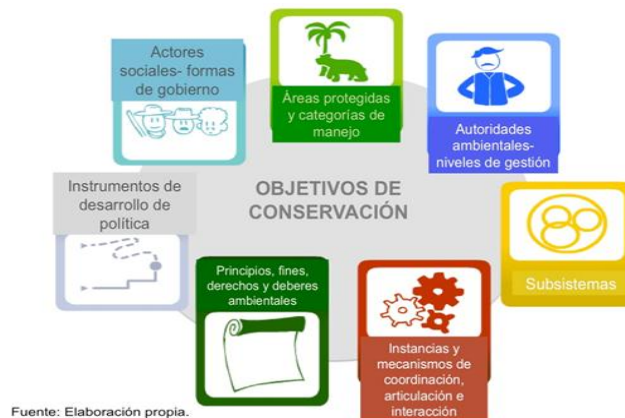 Actores
sociales- formas
de gobierno
Áreas protegidas
y categorías de
manejo
Autoridades
ambientales-
niveles de gestión
Instrumentos de
desarrollo de
política
OBJETIVOS DE
CONSERVACIÓN
Subsistemas
Principios, fines,
derechos y deberes
ambientales
Instancias y
mecanismos de
coordinación,
articulación e
interacción
Fuente: Elaboración propia.